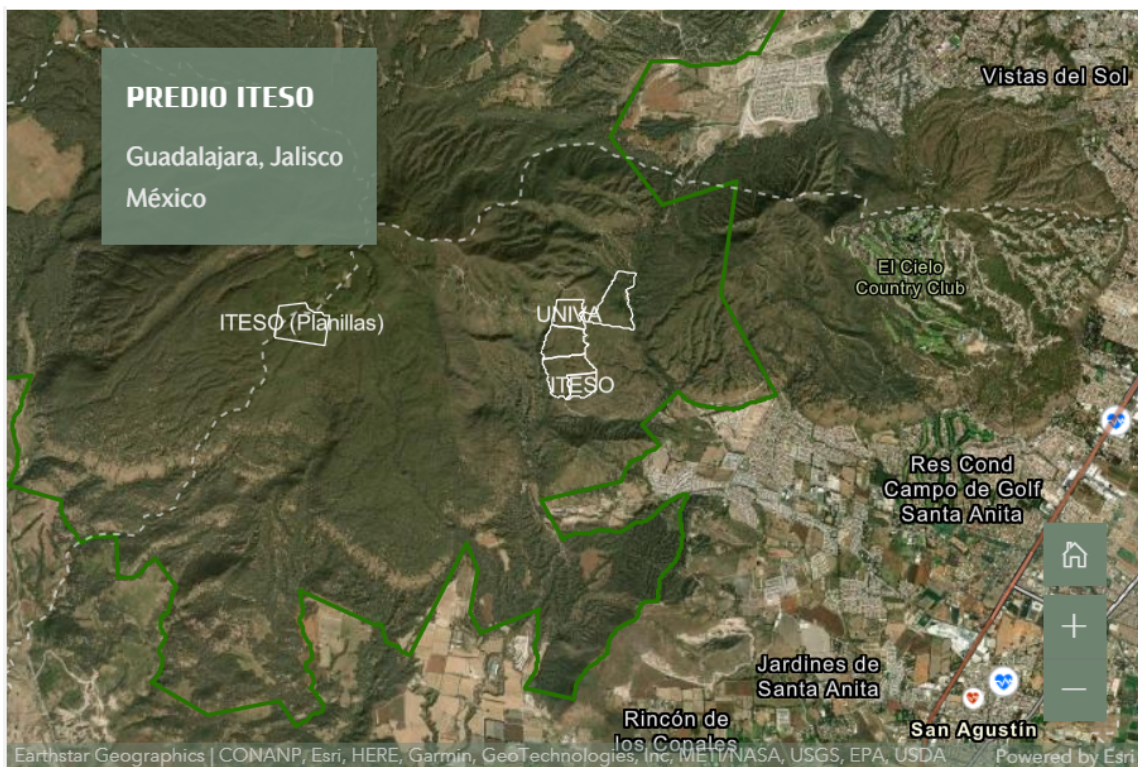 PREDIO ITESO
Guadalajara, Jalisco
México
Vistas del Sol
El Cielo
Country Club
ITESO (Planillas)
UNIVA
ITESO
Res Cond
Campo de Golf
Santa Anita
Jardines de
Santa Anita
Rincón de
los Copales
San Agustín
Earthstar Geographics | CONANP, Esri, HERE, Garmin, GeoTechnologies, Inc, METI/NASA, USGS, EPA, USDA
Powered by Esri